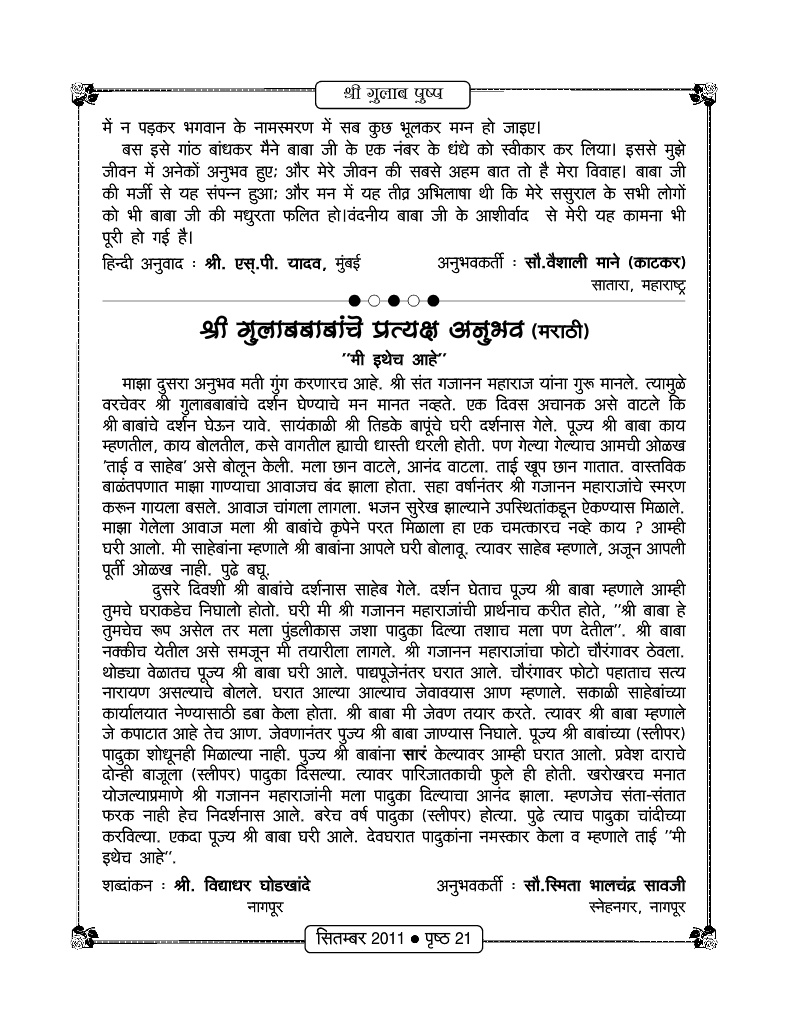 श्री गुलाब पुष्प
में न पड़कर भगवान के नामस्मरण में सब कुछ भूलकर मग्न हो जाइए।
बस इसे गांठ बांधकर मैने बाबा जी के एक नंबर के धंधे को स्वीकार कर लिया। इससे मुझे
जीवन में अनेकों अनुभव हुए; और मेरे जीवन की सबसे अहम बात तो है मेरा विवाह। बाबा जी
की मर्जी से यह संपन्न हुआ; और मन में यह तीव्र अभिलाषा थी कि मेरे ससुराल के सभी लोगों
को भी बाबा जी की मधुरता फलित हो।वंदनीय बाबा जी के आशीर्वाद से मेरी यह कामना भी
पूरी हो गई है।
हिन्दी अनुवाद : श्री. एस्.पी. यादव, मुंबई अनुभवकर्ती : सौ.वैशाली माने (काटकर)
सातारा, महाराष्ट्र
श्री गुलाबबाबांचे प्रत्यक्ष अनुभव (मराठी)
"मी इथेच आहे"
माझा दुसरा अनुभव मती गुंग करणारच आहे. श्री संत गजानन महाराज यांना गुरू मानले. त्यामुळे
वरचेवर श्री गुलाबबाबांचे दर्शन घेण्याचे मन मानत नव्हते. एक दिवस अचानक असे वाटले कि
श्री बाबांचे दर्शन घेऊन यावे. सायंकाळी श्री तिडके बापूंचे घरी दर्शनास गेले. पूज्य श्री बाबा काय
म्हणतील, काय बोलतील, कसे वागतील ह्याची धास्ती धरली होती. पण गेल्या गेल्याच आमची ओळख
'ताई व साहेब' असे बोलून केली. मला छान वाटले, आनंद वाटला. ताई खूप छान गातात. वास्तविक
बाळंतपणात माझा गाण्याचा आवाजच बंद झाला होता. सहा वर्षानंतर श्री गजानन महाराजांचे स्मरण
करून गायला बसले. आवाज चांगला लागला. भजन सुरेख झाल्याने उपस्थितांकडून ऐकण्यास मिळाले.
माझा गेलेला आवाज मला श्री बाबांचे कृपेने परत मिळाला हा एक चमत्कारच नव्हे काय ? आम्ही
घरी आलो. मी साहेबांना म्हणाले श्री बाबांना आपले घरी बोलावू. त्यावर साहेब म्हणाले, अजून आपली
पूर्ती ओळख नाही. पुढे बघू.
दुसरे दिवशी श्री बाबांचे दर्शनास साहेब गेले. दर्शन घेताच पूज्य श्री बाबा म्हणाले आम्ही
तुमचे घराकडेच निघालो होतो. घरी मी श्री गजानन महाराजांची प्रार्थनाच करीत होते, "श्री बाबा हे
तुमचेच रूप असेल तर मला पुंडलीकास जशा पादुका दिल्या तशाच मला पण देतील". श्री बाबा
नक्कीच येतील असे समजून मी तयारीला लागले. श्री गजानन महाराजांचा फोटो चौरंगावर ठेवला.
थोड्या वेळातच पूज्य श्री बाबा घरी आले. पाद्यपूजेनंतर घरात आले. चौरंगावर फोटो पहाताच सत्य
नारायण असल्याचे बोलले. घरात आल्या आल्याच जेवावयास आण म्हणाले. सकाळी साहेबांच्या
कार्यालयात नेण्यासाठी डबा केला होता. श्री बाबा मी जेवण तयार करते. त्यावर श्री बाबा म्हणाले
जे कपाटात आहे तेच आण. जेवणानंतर पुज्य श्री बाबा जाण्यास निघाले. पूज्य श्री बाबांच्या (स्लीपर)
पादुका शोधूनही मिळाल्या नाही. पुज्य श्री बाबांना सारं केल्यावर आम्ही घरात आलो. प्रवेश दाराचे
दोन्ही बाजूला (स्लीपर) पादुका दिसल्या. त्यावर पारिजातकाची फुले ही होती. खरोखरच मनात
योजल्याप्रमाणे श्री गजानन महाराजांनी मला पादुका दिल्याचा आनंद झाला. म्हणजेच संता-संतात
फरक नाही हेच निदर्शनास आले. बरेच वर्ष पादुका (स्लीपर) होत्या. पुढे त्याच पादुका चांदीच्या
करविल्या. एकदा पूज्य श्री बाबा घरी आले. देवघरात पादुकांना नमस्कार केला व म्हणाले ताई "मी
इथेच आहे".
शब्दांकन : श्री. विद्याधर घोडखांदे अनुभवकर्ती : सौ.स्मिता भालचंद्र सावजी
नागपूर स्नेहनगर, नागपूर
सितम्बर 2011 ● पृष्ठ 21